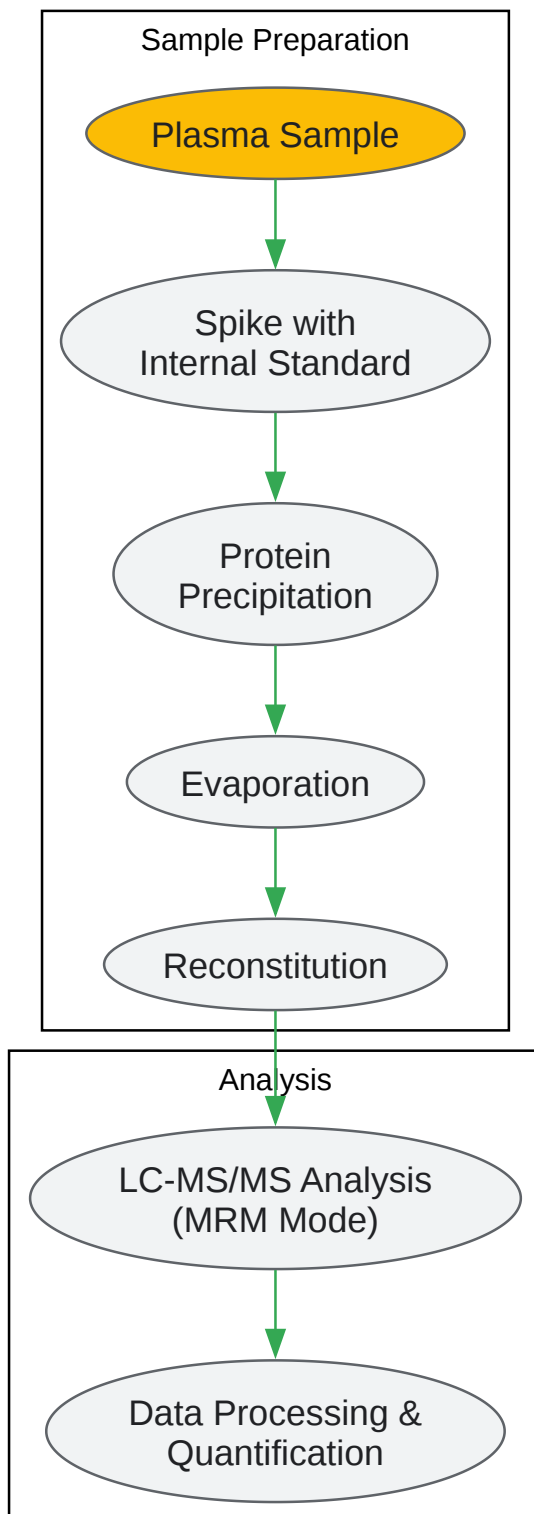 Sample Preparation
Plasma Sample
Spike with
Internal Standard
Protein
Precipitation
Evaporation
Reconstitution
Analysis
LC-MS/MS Analysis
(MRM Mode)
Data Processing &
Quantification